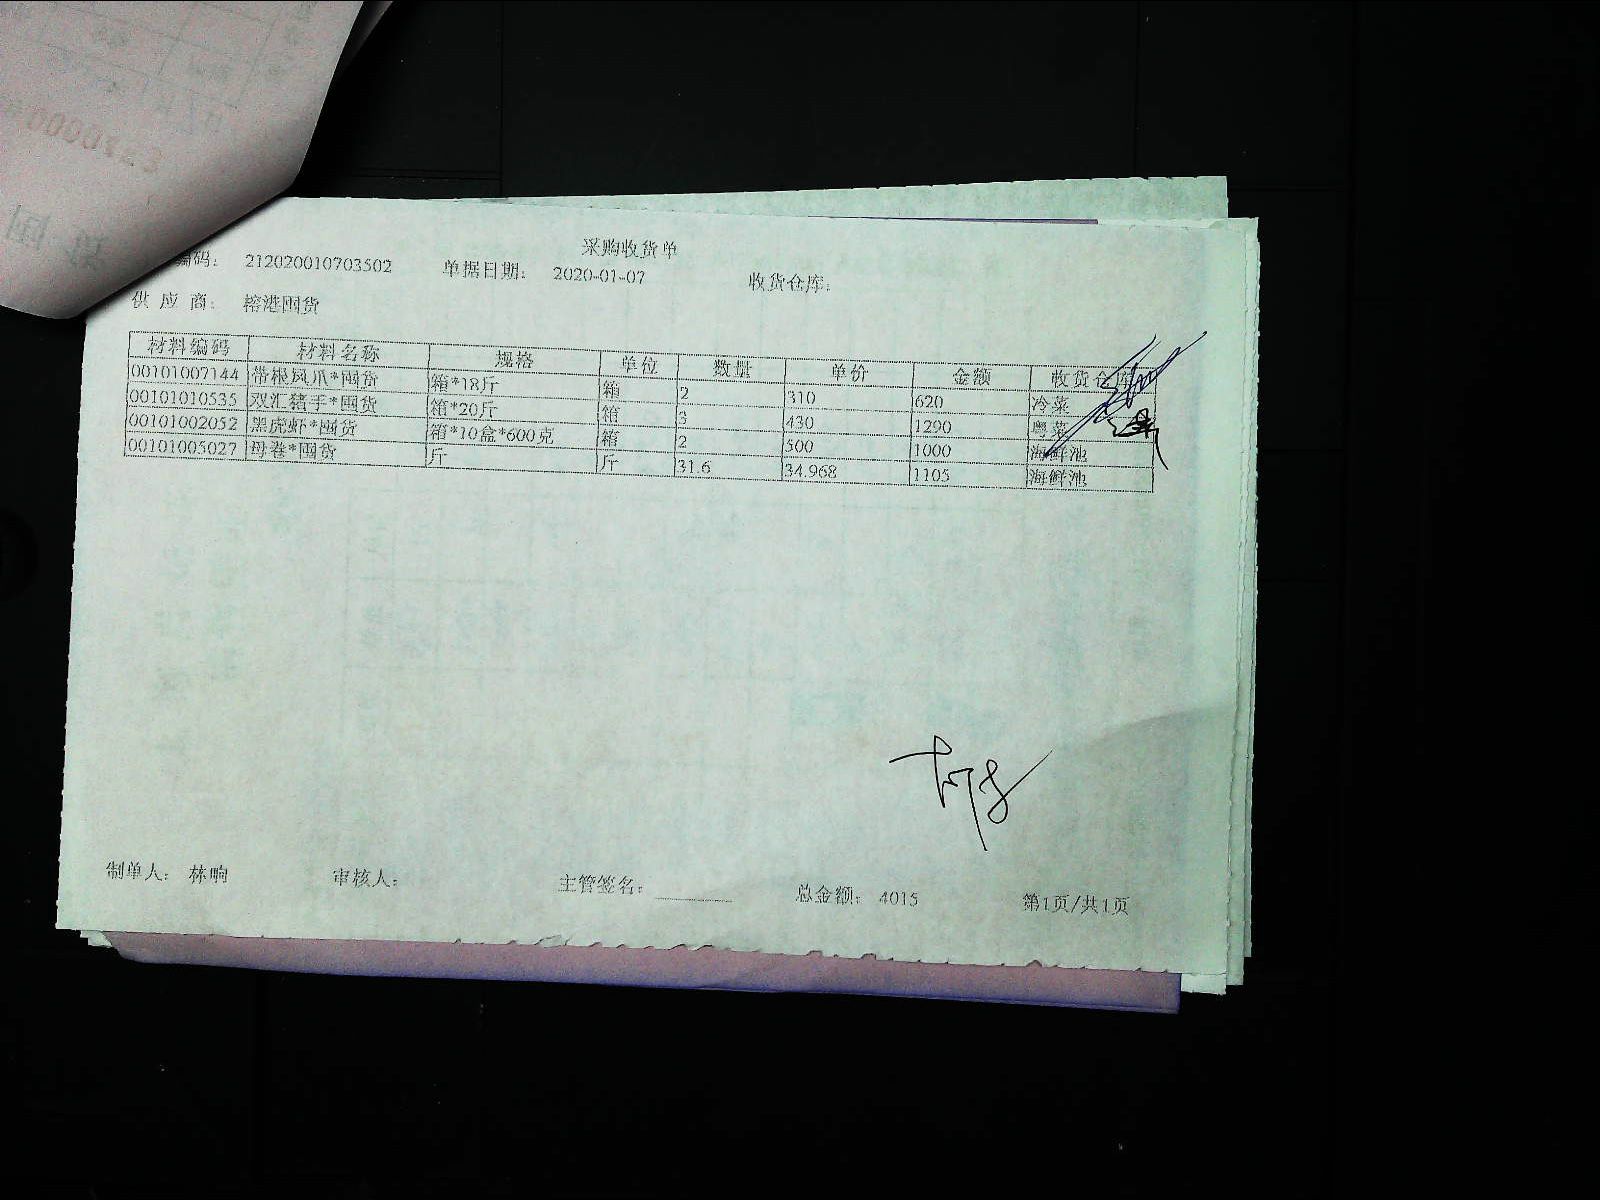 采购收货单
编码： 212020010703502 单据日期： 2020-01-07 收货仓库：
供 应 商： 榕港囤货
材料编码 材料名称 规格 单位 数量 单价 金额 收货仓库
00101007144 带根凤爪*囤货 箱*18斤 箱 2 310 620 冷菜
00101010535 双汇猪手*囤货 箱*20斤 箱 3 430 1290 粤菜
00101002052 黑虎虾*囤货 箱*10盒*600克 箱 2 500 1000 海鲜池
00101005027 母卷*囤货 斤 斤 31.6 34.968 1105 海鲜池
制单人： 林响 审核人： 主管签名： 总金额： 4015 第1页/共1页